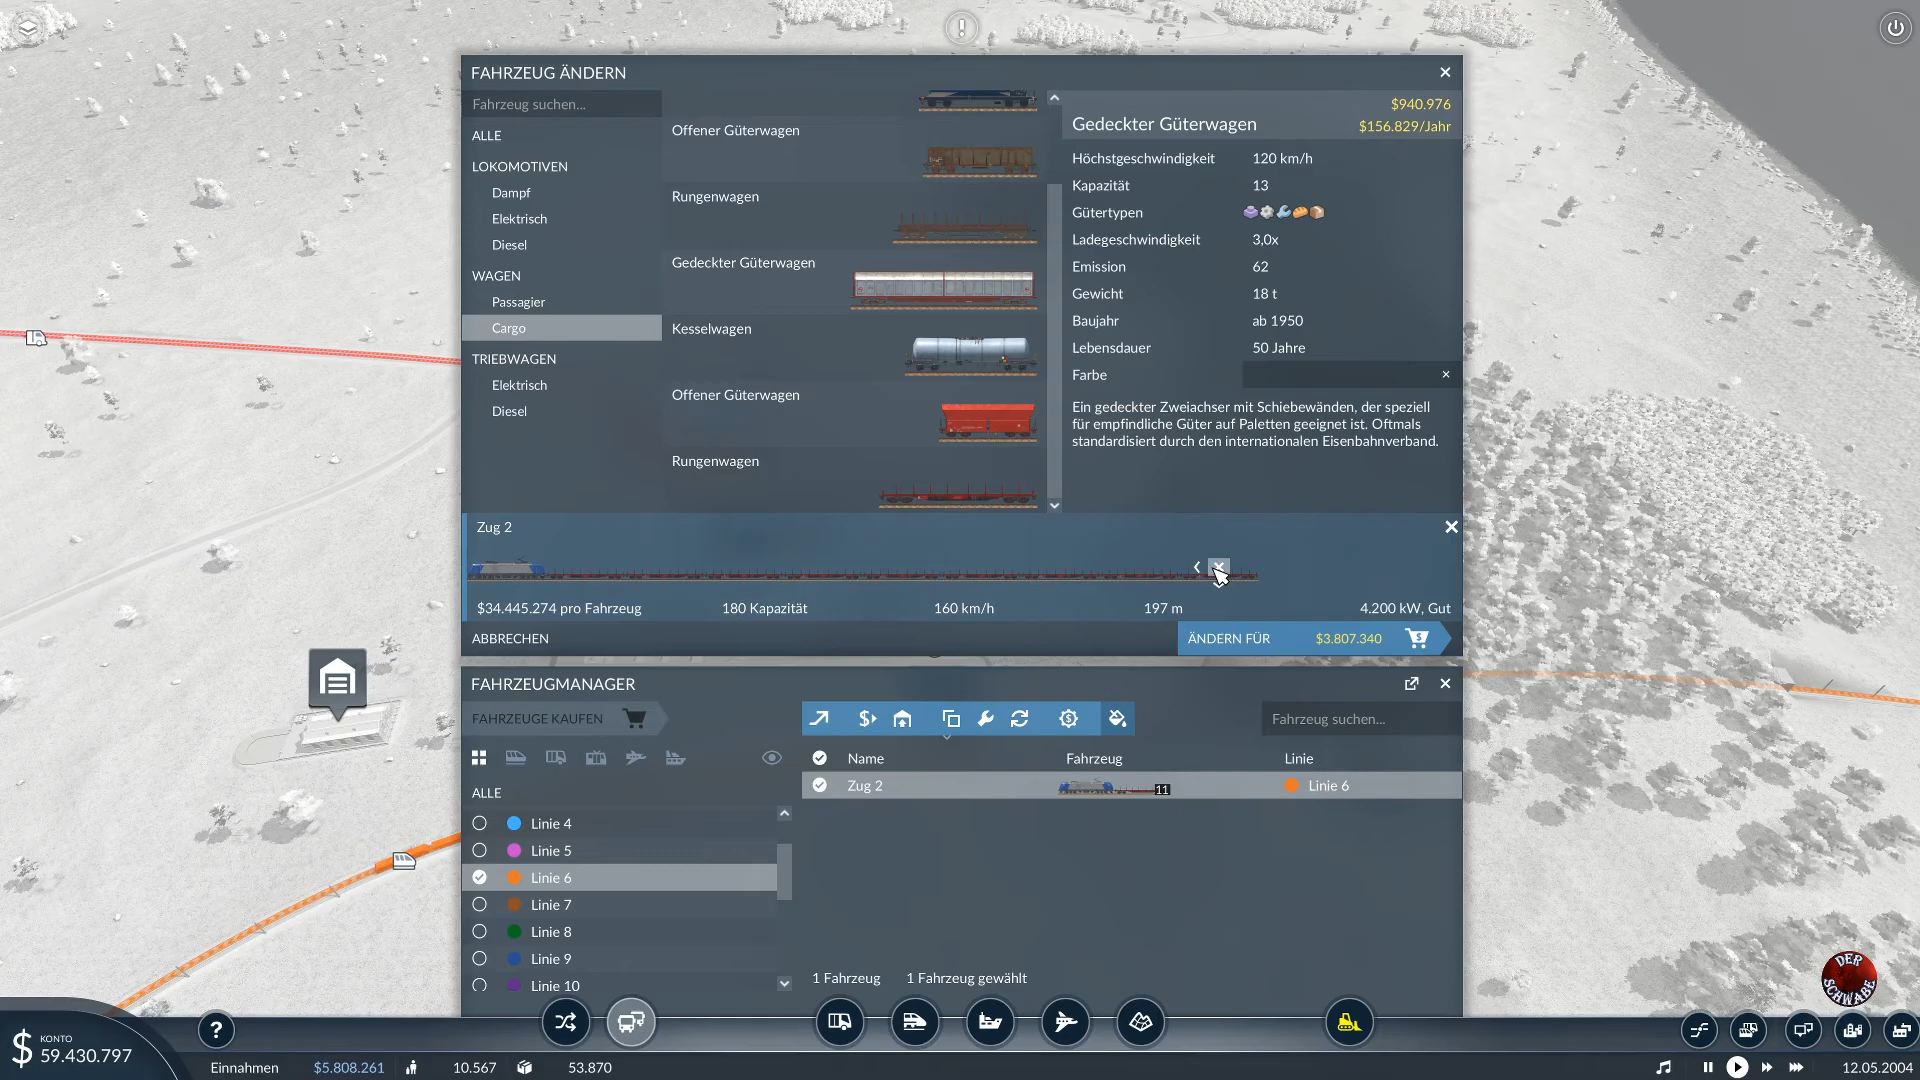 FAHRZEUG ÄNDERN
Fahrzeug suchen...
ALLE
LOKOMOTIVEN
Dampf
Elektrisch
Diesel
WAGEN
Passagier
Cargo
TRIEBWAGEN
Elektrisch
Diesel
Offener Güterwagen
Rungenwagen
Gedeckter Güterwagen
Kesselwagen
Offener Güterwagen
Rungenwagen
$940.976
Gedeckter Güterwagen $156.829/Jahr
Höchstgeschwindigkeit 120 km/h
Kapazität 13
Gütertypen
Ladegeschwindigkeit 3,0x
Emission 62
Gewicht 18 t
Baujahr ab 1950
Lebensdauer 50 Jahre
Farbe
Ein gedeckter Zweiachser mit Schiebewänden, der speziell
für empfindliche Güter auf Paletten geeignet ist. Oftmals
standardisiert durch den internationalen Eisenbahnverband.
Zug 2
$34.445.274 pro Fahrzeug 180 Kapazität 160 km/h 197 m 4.200 kW, Gut
ABBRECHEN ÄNDERN FÜR $3.807.340
FAHRZEUGMANAGER
FAHRZEUGE KAUFEN
Fahrzeug suchen...
ALLE
Linie 4
Linie 5
Linie 6
Linie 7
Linie 8
Linie 9
Linie 10
Name Fahrzeug Linie
Zug 2 11 Linie 6
1 Fahrzeug 1 Fahrzeug gewählt
DER
SCHWABE
?
$ KONTO
59.430.797
Einnahmen $5.808.261 10.567 53.870 12.05.2004